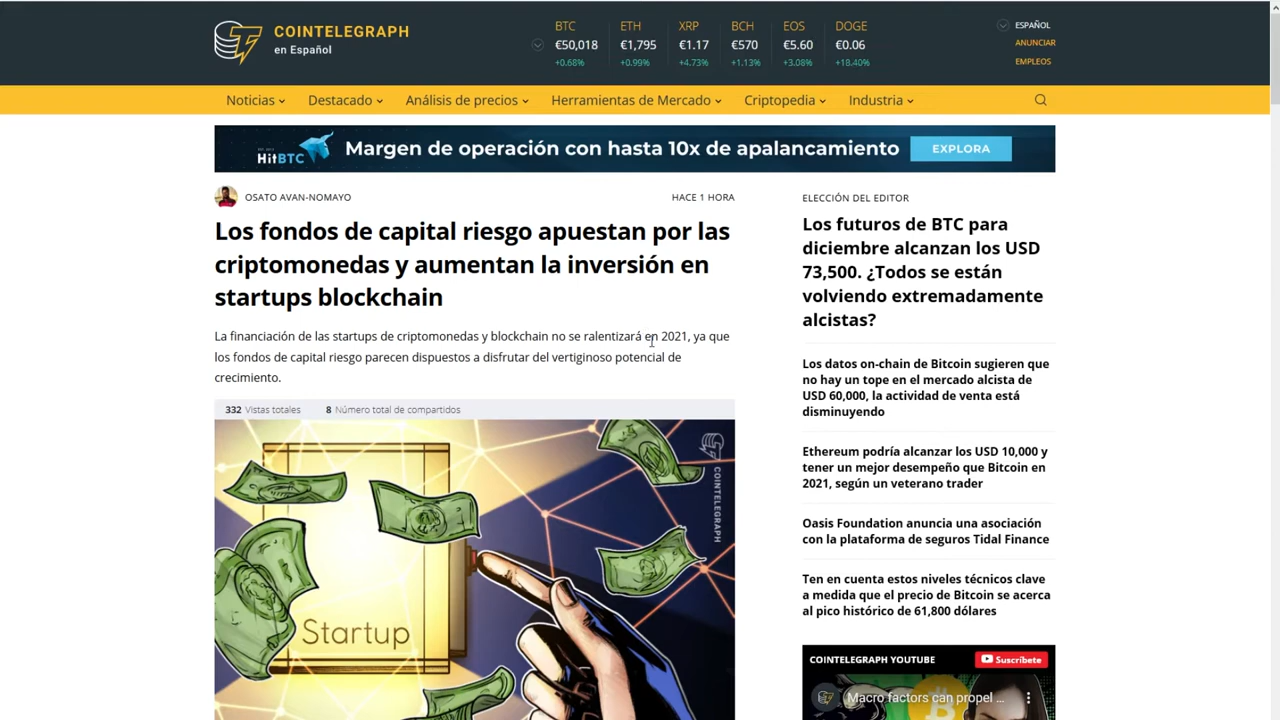 COINTELEGRAPH
en Español
BTC ETH XRP BCH EOS DOGE
€50,018 €1,795 €1.17 €570 €5.60 €0.06
+0.68% +0.99% +4.73% +1.13% +3.08% +18.40%
ESPAÑOL
ANUNCIAR
EMPLEOS
Noticias Destacado Análisis de precios Herramientas de Mercado Criptopedia Industria
HitBTC Margen de operación con hasta 10x de apalancamiento EXPLORA
OSATO AVAN-NOMAYO HACE 1 HORA
Los fondos de capital riesgo apuestan por las
criptomonedas y aumentan la inversión en
startups blockchain
La financiación de las startups de criptomonedas y blockchain no se ralentizará en 2021, ya que
los fondos de capital riesgo parecen dispuestos a disfrutar del vertiginoso potencial de
crecimiento.
332 Vistas totales 8 Número total de compartidos
COINTELEGRAPH
Startup
ELECCIÓN DEL EDITOR
Los futuros de BTC para
diciembre alcanzan los USD
73,500. ¿Todos se están
volviendo extremadamente
alcistas?
Los datos on-chain de Bitcoin sugieren que
no hay un tope en el mercado alcista de
USD 60,000, la actividad de venta está
disminuyendo
Ethereum podría alcanzar los USD 10,000 y
tener un mejor desempeño que Bitcoin en
2021, según un veterano trader
Oasis Foundation anuncia una asociación
con la plataforma de seguros Tidal Finance
Ten en cuenta estos niveles técnicos clave
a medida que el precio de Bitcoin se acerca
al pico histórico de 61,800 dólares
COINTELEGRAPH YOUTUBE Suscríbete
Macro factors can propel ...